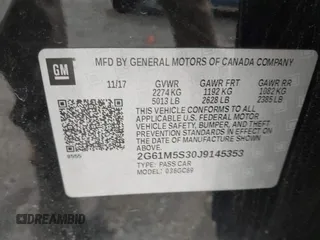 GM
MFD BY GENERAL MOTORS OF CANADA COMPANY
11/17 GVWR GAWR FRT GAWR RR
2274 KG 1192 KG 1082 KG
5013 LB 2628 LB 2385 LB
THIS VEHICLE CONFORMS TO ALL
APPLICABLE U.S. FEDERAL MOTOR
VEHICLE SAFETY, BUMPER, AND
THEFT PREVENTION STANDARDS IN
EFFECT ON THE DATE OF
MANUFACTURE SHOWN ABOVE.
2G61M5S30J9145353
TYPE: PASS CAR
MODEL:
DREAMBID